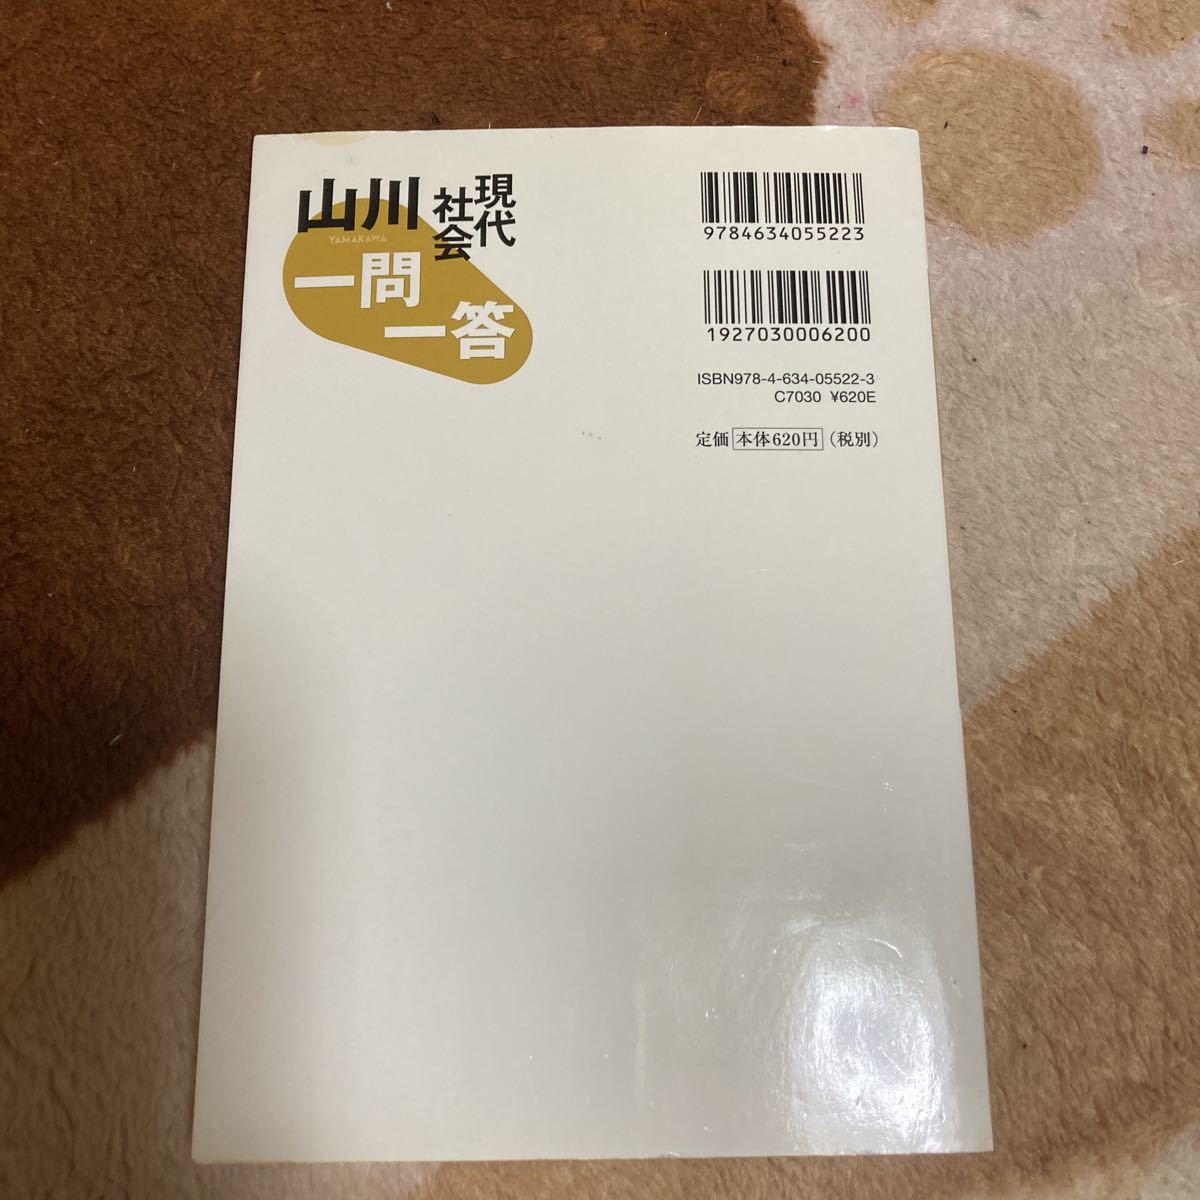 山川
YAMAKAWA
現代
社会
一問
一答
9784634055223
1927030006200
ISBN978-4-634-05522-3
C7030 ¥620E
定価 本体620円 (税別)